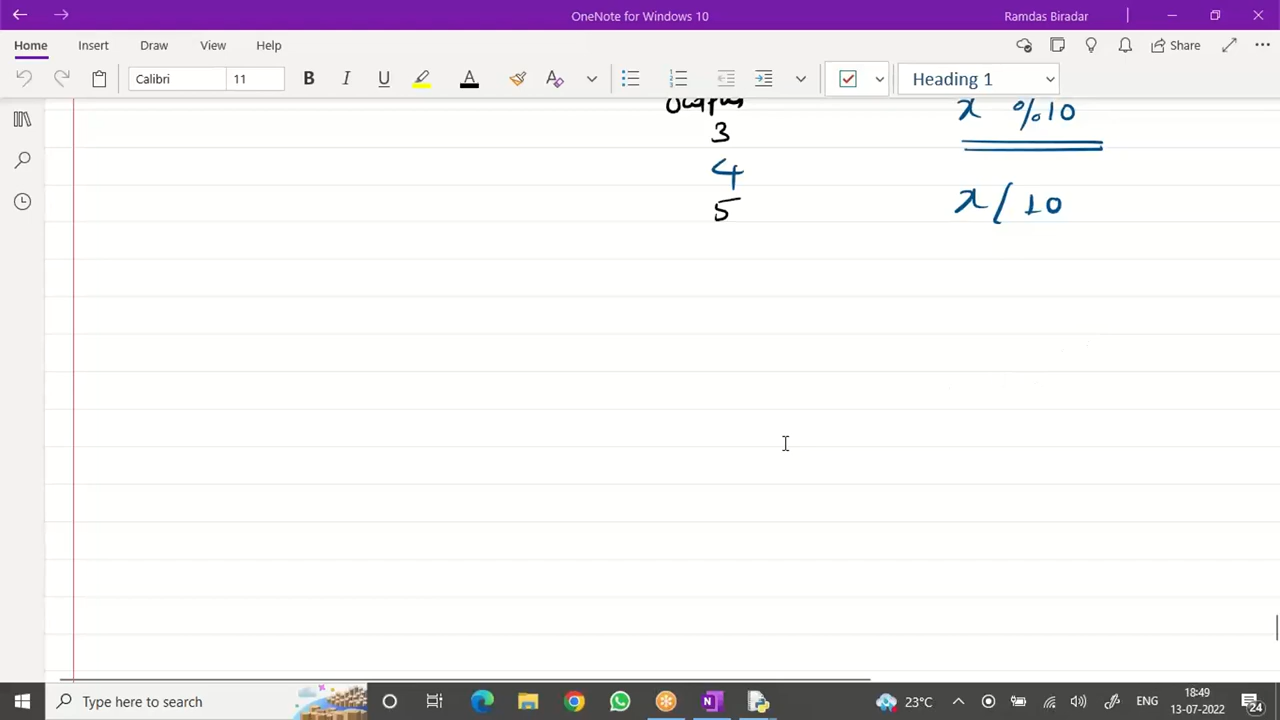 OneNote for Windows 10
Ramdas Biradar
Home Insert Draw View Help
Share
Calibri 11 B I U A A Heading 1
Output
3
4
5
x %10
x/10
Type here to search
23°C
ENG
18:49
13-07-2022
24